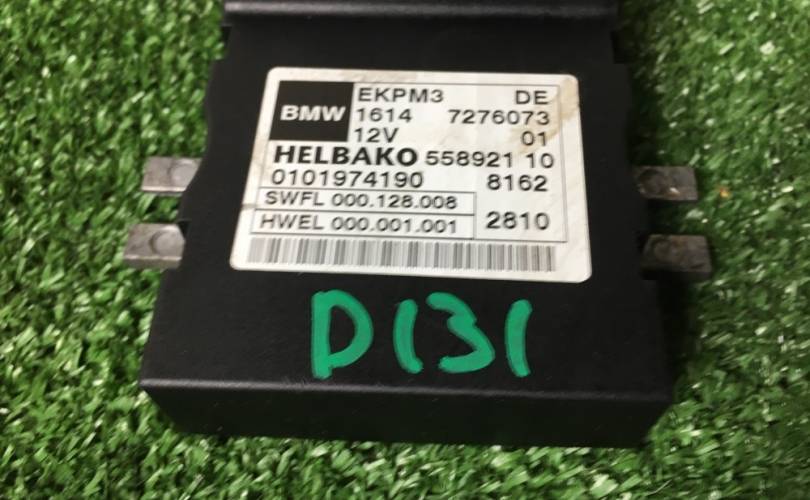 EKPM3 DE
BMW 1614 7276073
12V 01
HELBAKO 558921 10
0101974190 8162
SWFL 000.128.008
HWEL 000.001.001 2810
D131